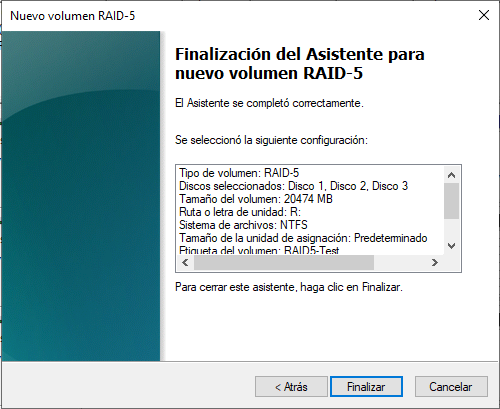 Nuevo volumen RAID-5
Finalización del Asistente para
nuevo volumen RAID-5
El Asistente se completó correctamente.
Se seleccionó la siguiente configuración:
Tipo de volumen: RAID-5
Discos seleccionados: Disco 1, Disco 2, Disco 3
Tamaño del volumen: 20474 MB
Ruta o letra de unidad: R:
Sistema de archivos: NTFS
Tamaño de la unidad de asignación: Predeterminado
Etiqueta del volumen: RAID5-Test
Para cerrar este asistente, haga clic en Finalizar.
< Atrás
Finalizar
Cancelar